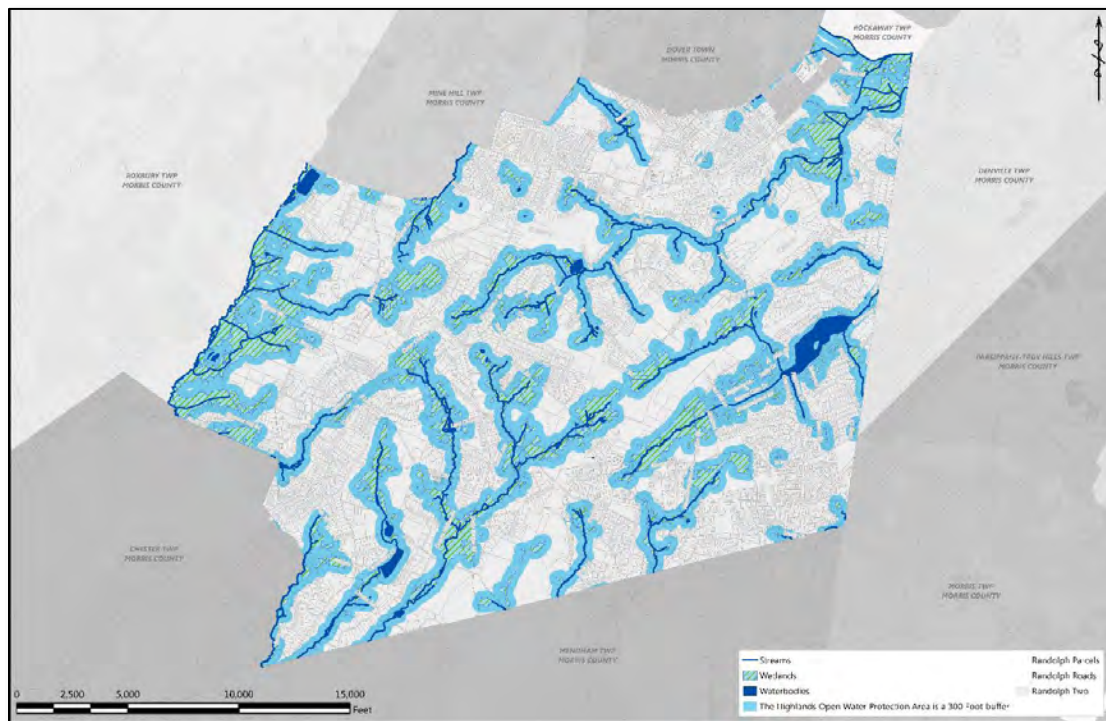 ROCKAWAY TWP
MORRIS COUNTY
DOVER TOWN
MORRIS COUNTY
MINE HILL TWP
MORRIS COUNTY
ROXBURY TWP
MORRIS COUNTY
DENVILLE TWP
MORRIS COUNTY
PARSIPPANY-TROY HILLS TWP
MORRIS COUNTY
CHESTER TWP
MORRIS COUNTY
MORRIS TWP
MORRIS COUNTY
MENDHAM TWP
MORRIS COUNTY
0 2,500 5,000 10,000 15,000
Feet
Streams
Wetlands
Waterbodies
The Highlands Open Water Protection Area is a 300 Foot buffer
Randolph Parcels
Randolph Roads
Randolph Two